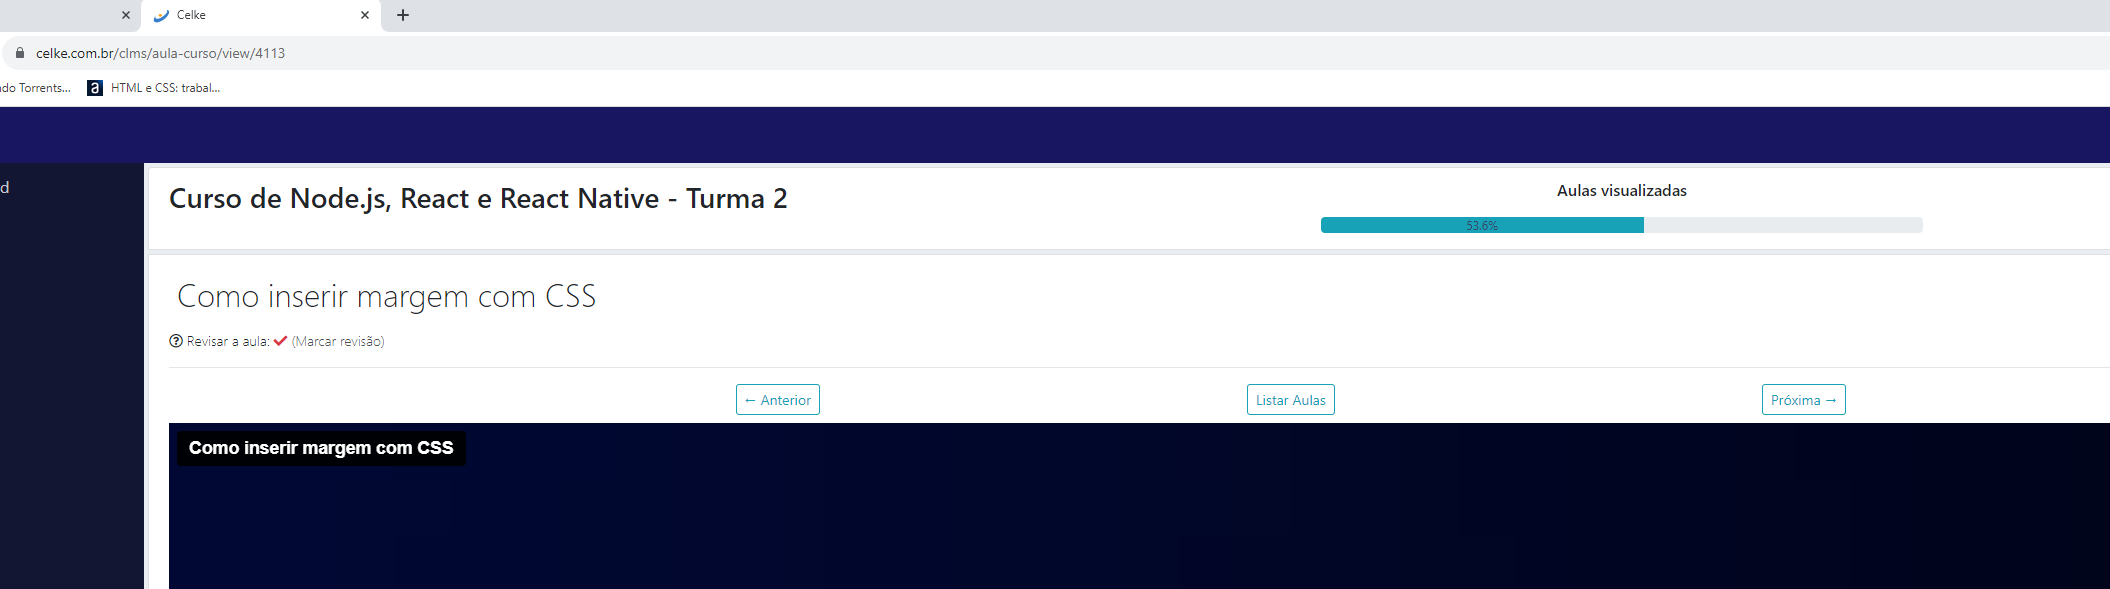 Celke
celke.com.br/clms/aula-curso/view/4113
do Torrents...
a HTML e CSS: trabal...
d
Curso de Node.js, React e React Native - Turma 2
Aulas visualizadas
53.6%
Como inserir margem com CSS
Revisar a aula: (Marcar revisão)
← Anterior
Listar Aulas
Próxima →
Como inserir margem com CSS